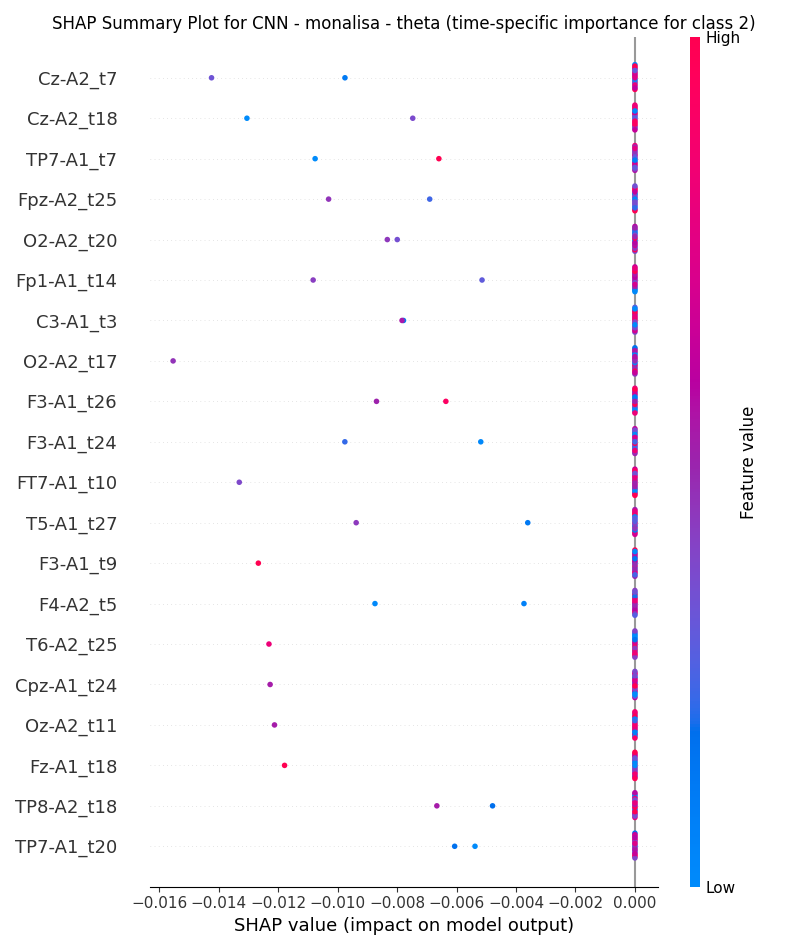 SHAP Summary Plot for CNN - monalisa - theta (time-specific importance for class 2)
High
Cz-A2_t7
Cz-A2_t18
TP7-A1_t7
Fpz-A2_t25
O2-A2_t20
Fp1-A1_t14
C3-A1_t3
O2-A2_t17
F3-A1_t26
F3-A1_t24
FT7-A1_t10
T5-A1_t27
F3-A1_t9
F4-A2_t5
T6-A2_t25
Cpz-A1_t24
Oz-A2_t11
Fz-A1_t18
TP8-A2_t18
TP7-A1_t20
Feature value
Low
−0.016 −0.014 −0.012 −0.010 −0.008 −0.006 −0.004 −0.002 0.000
SHAP value (impact on model output)